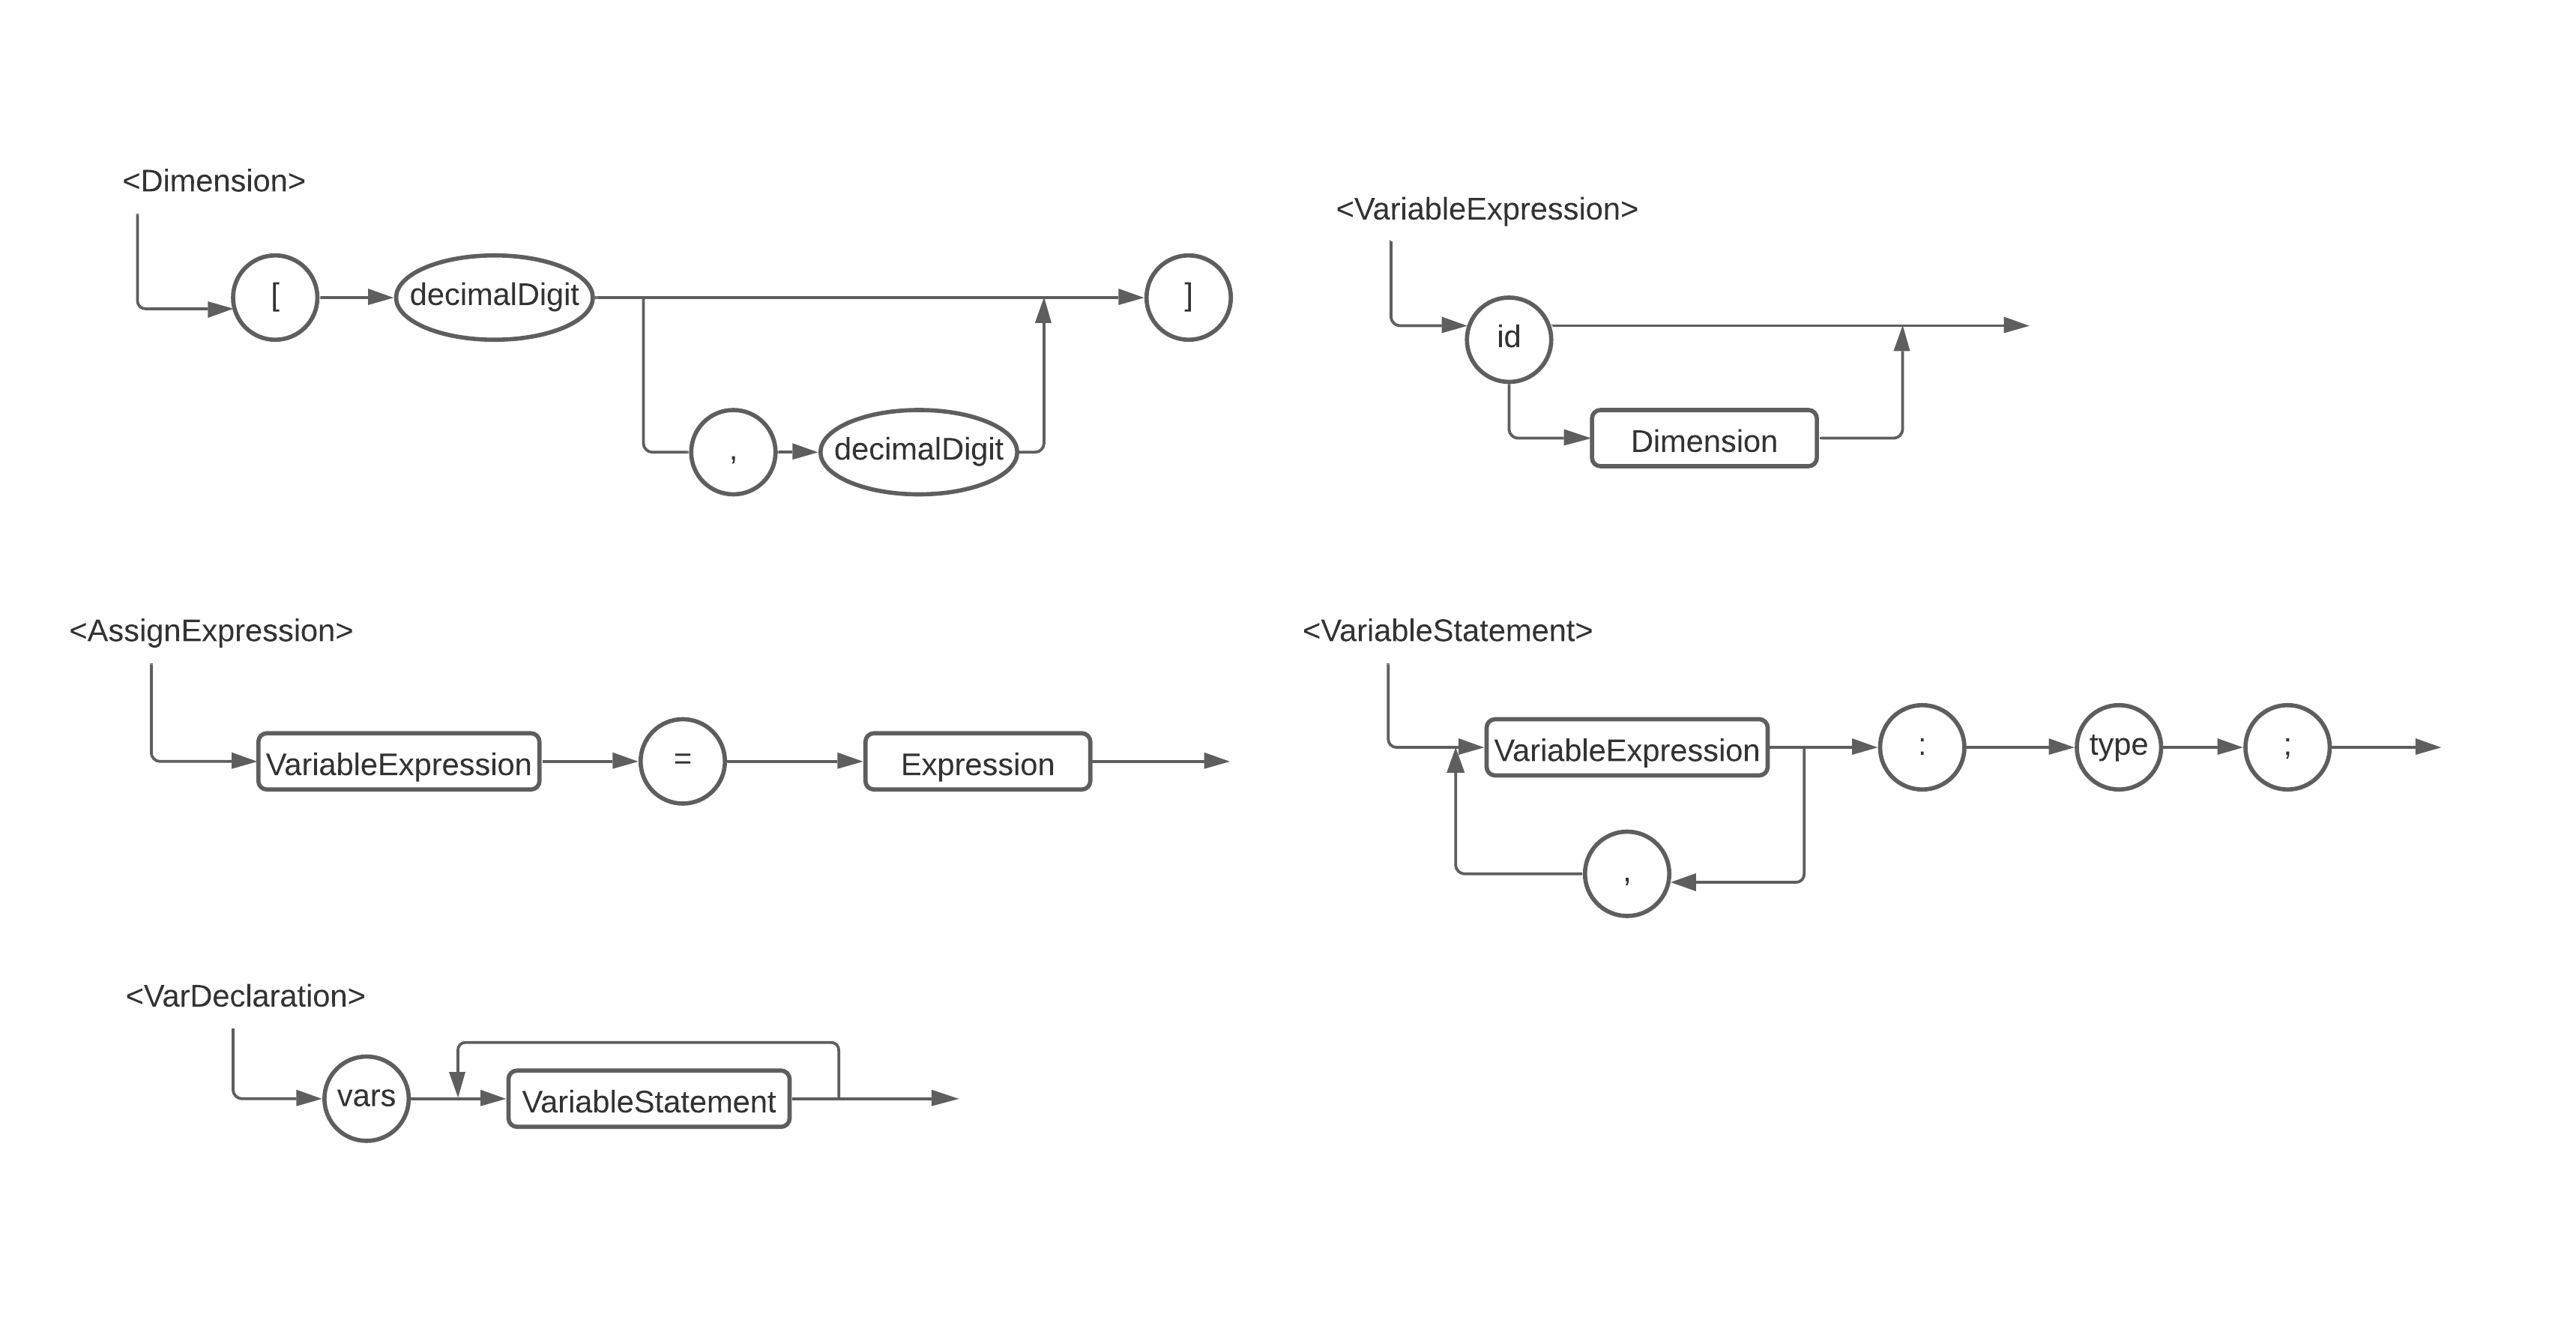 <Dimension>
[
decimalDigit
]
,
decimalDigit
<VariableExpression>
id
Dimension
<AssignExpression>
VariableExpression
=
Expression
<VariableStatement>
VariableExpression
:
type
;
,
<VarDeclaration>
vars
VariableStatement